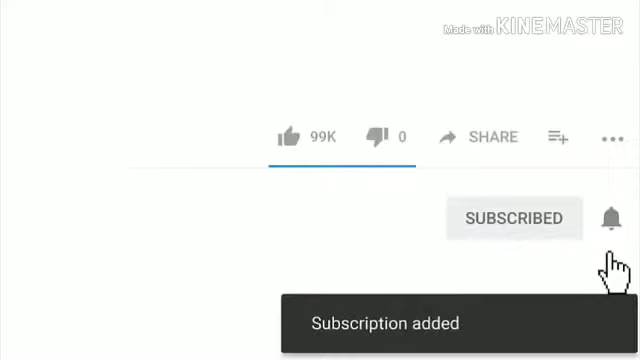 Made with KINEMASTER
99K 0 SHARE
SUBSCRIBED
Subscription added